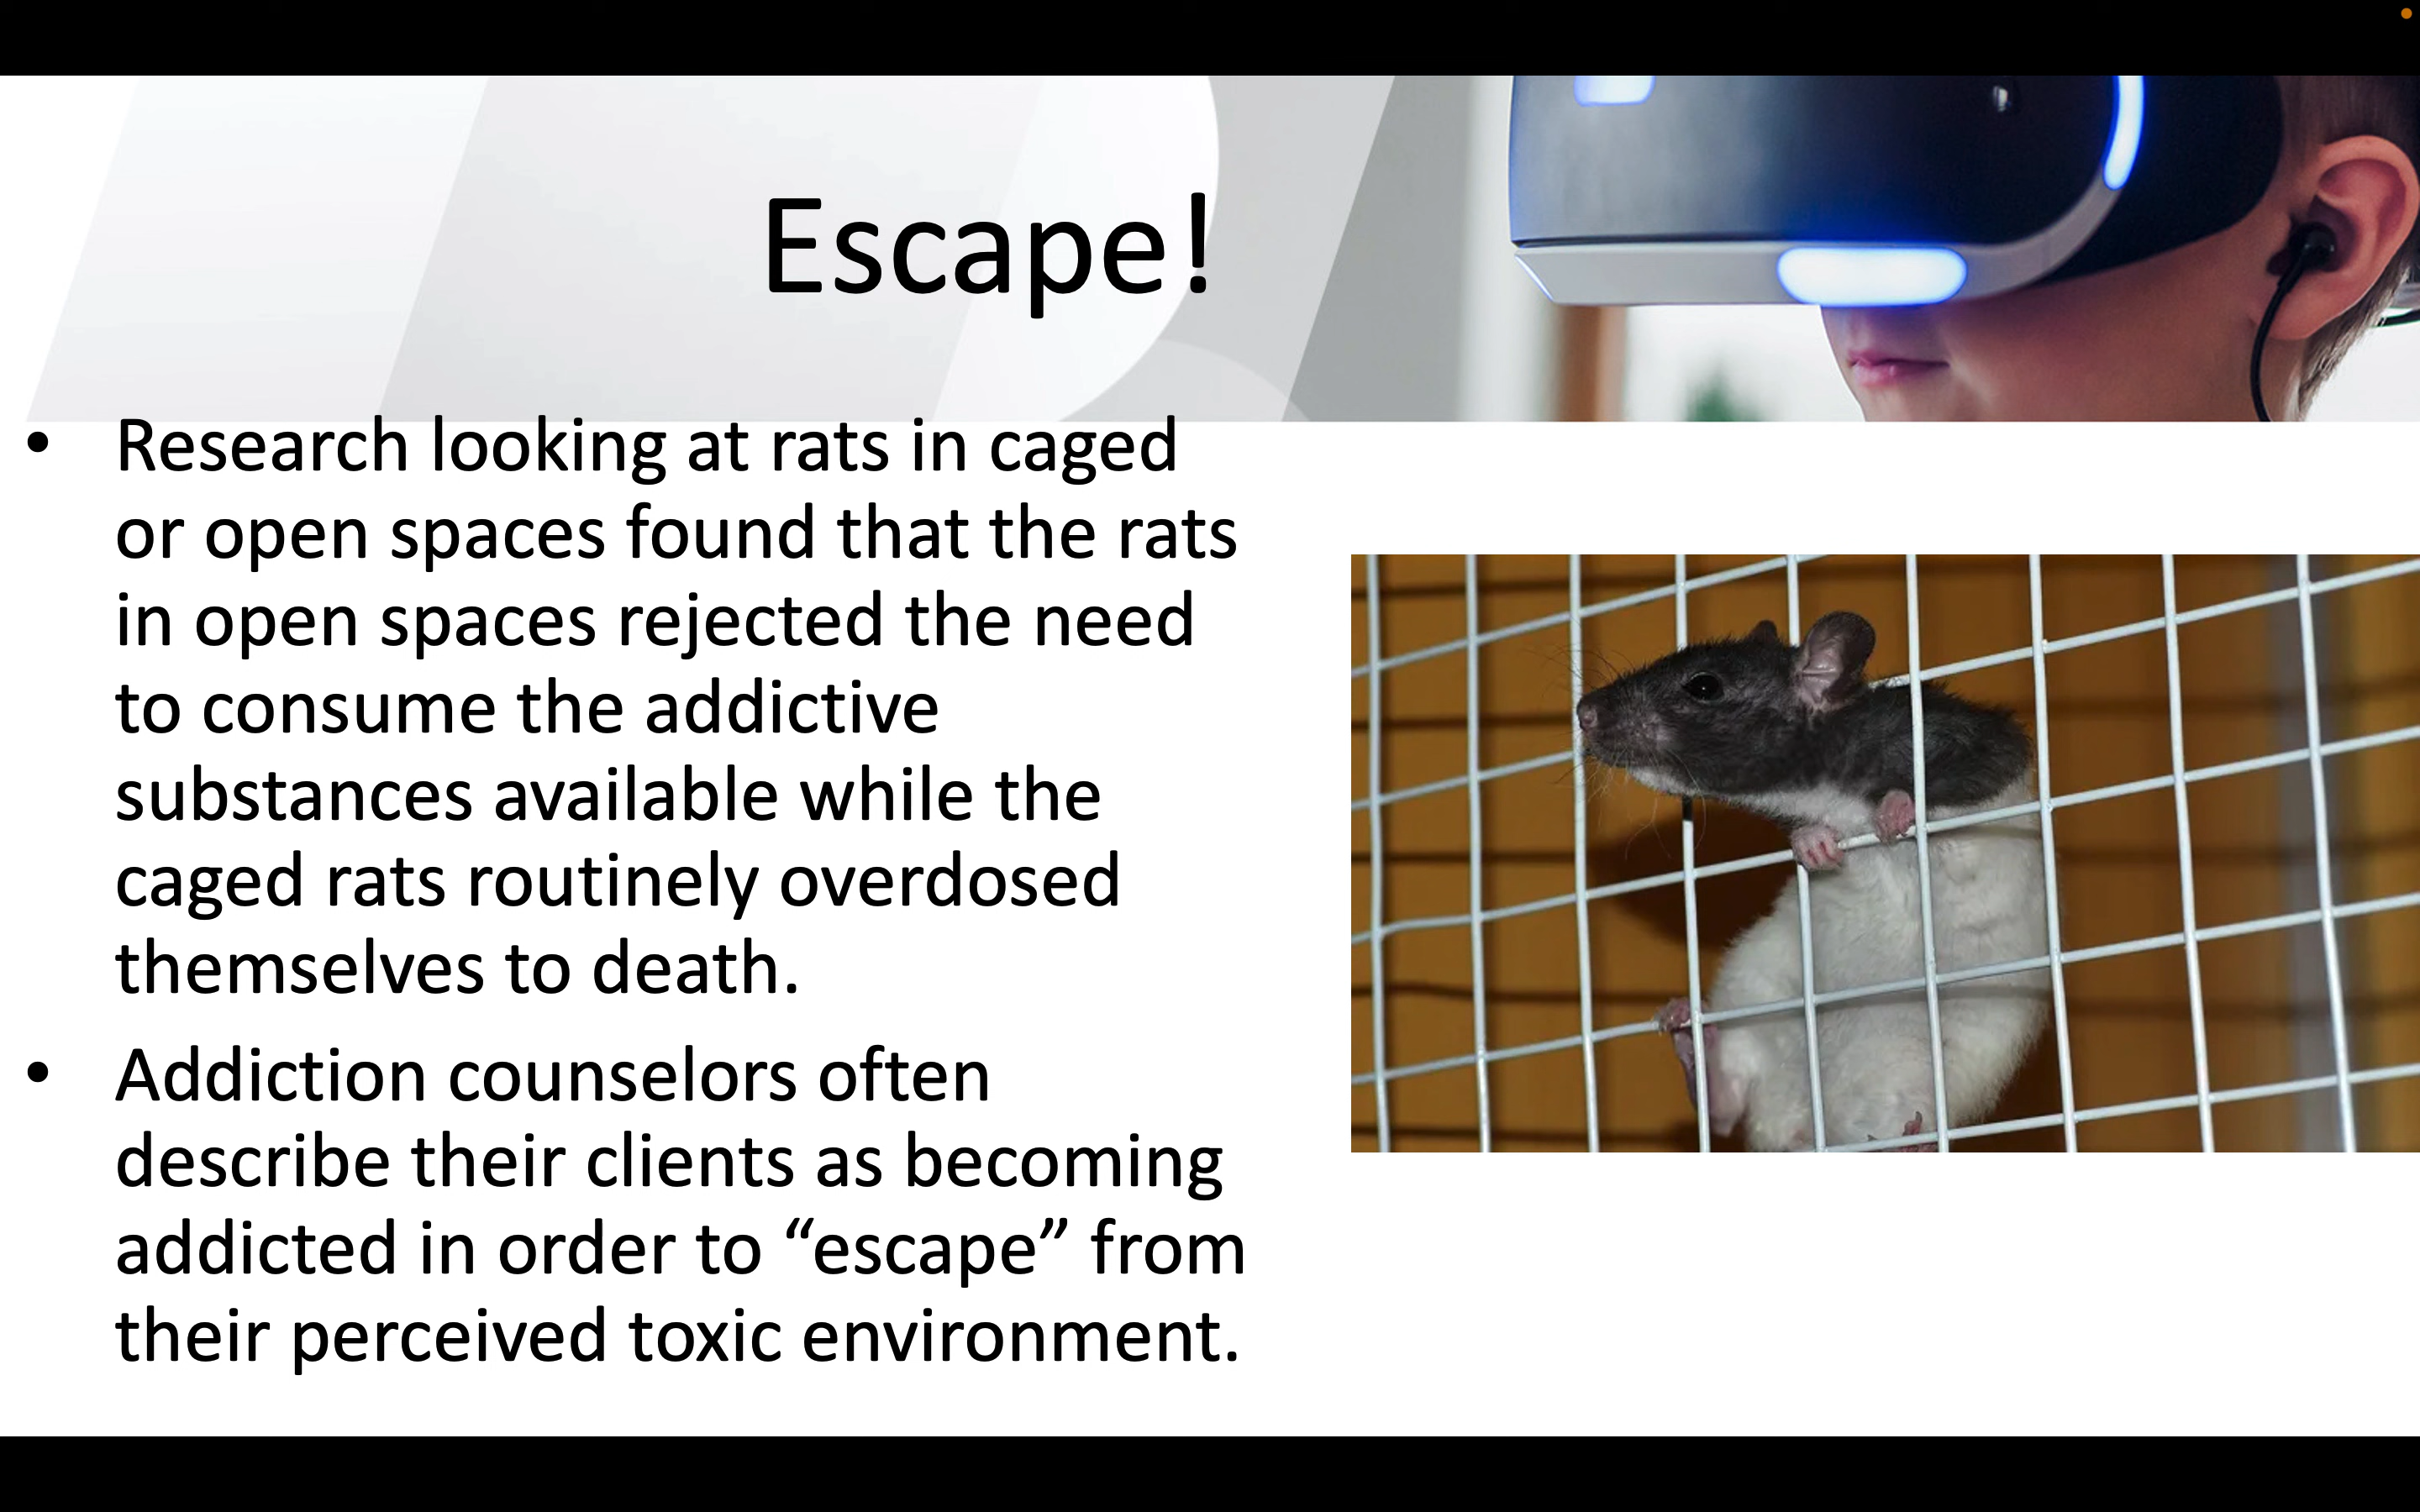 Escape!
• Research looking at rats in caged
or open spaces found that the rats
in open spaces rejected the need
to consume the addictive
substances available while the
caged rats routinely overdosed
themselves to death.
• Addiction counselors often
describe their clients as becoming
addicted in order to “escape” from
their perceived toxic environment.